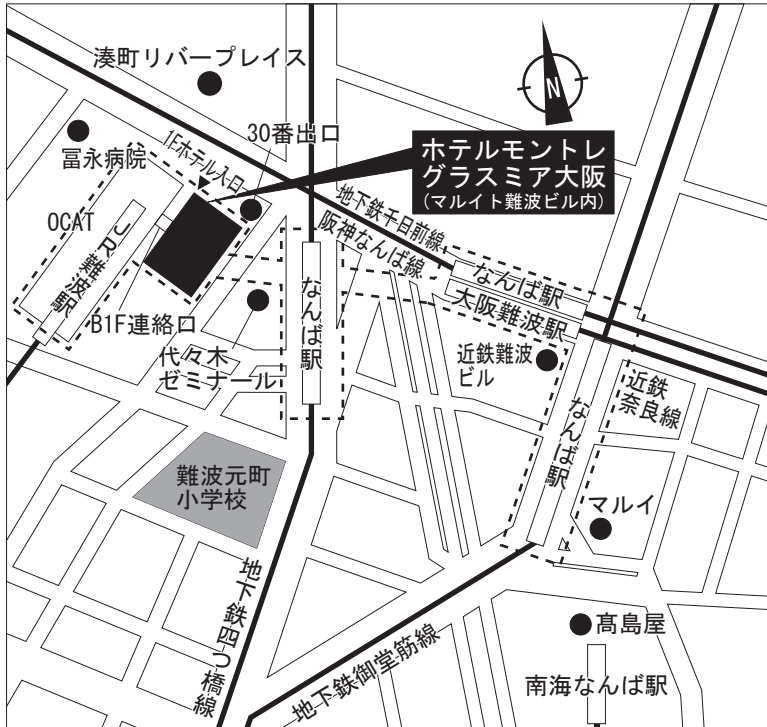 湊町リバープレイス
30番出口
冨永病院
1Fホテル入口
ホテルモントレ
グラスミア大阪
(マルイト難波ビル内)
N
OCAT
JR難波駅
地下鉄千日前線
阪神なんば線
なんば駅
大阪難波駅
なんば駅
B1F連絡口
代々木
ゼミナール
近鉄難波
ビル
近鉄
奈良線
なんば駅
難波元町
小学校
マルイ
地下鉄四つ橋線
地下鉄御堂筋線
髙島屋
南海なんば駅